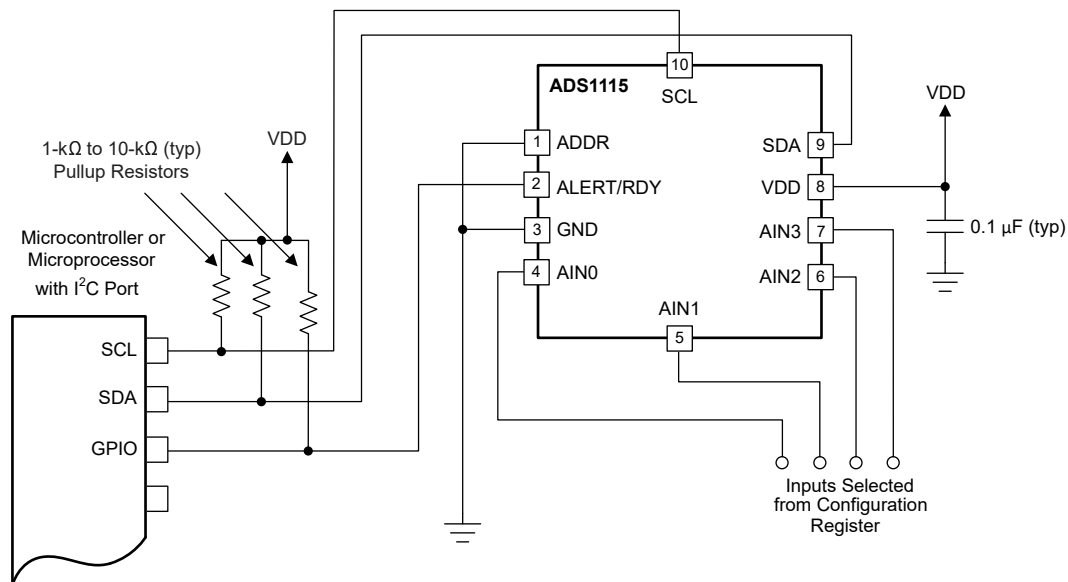 10
ADS1115
SCL
VDD
1-kΩ to 10-kΩ (typ)
Pullup Resistors
VDD
1
ADDR
SDA
9
2
ALERT/RDY
VDD
8
3
GND
AIN3
7
0.1 µF (typ)
Microcontroller or
Microprocessor
with I²C Port
4
AIN0
AIN2
6
AIN1
5
SCL
SDA
GPIO
Inputs Selected
from Configuration
Register